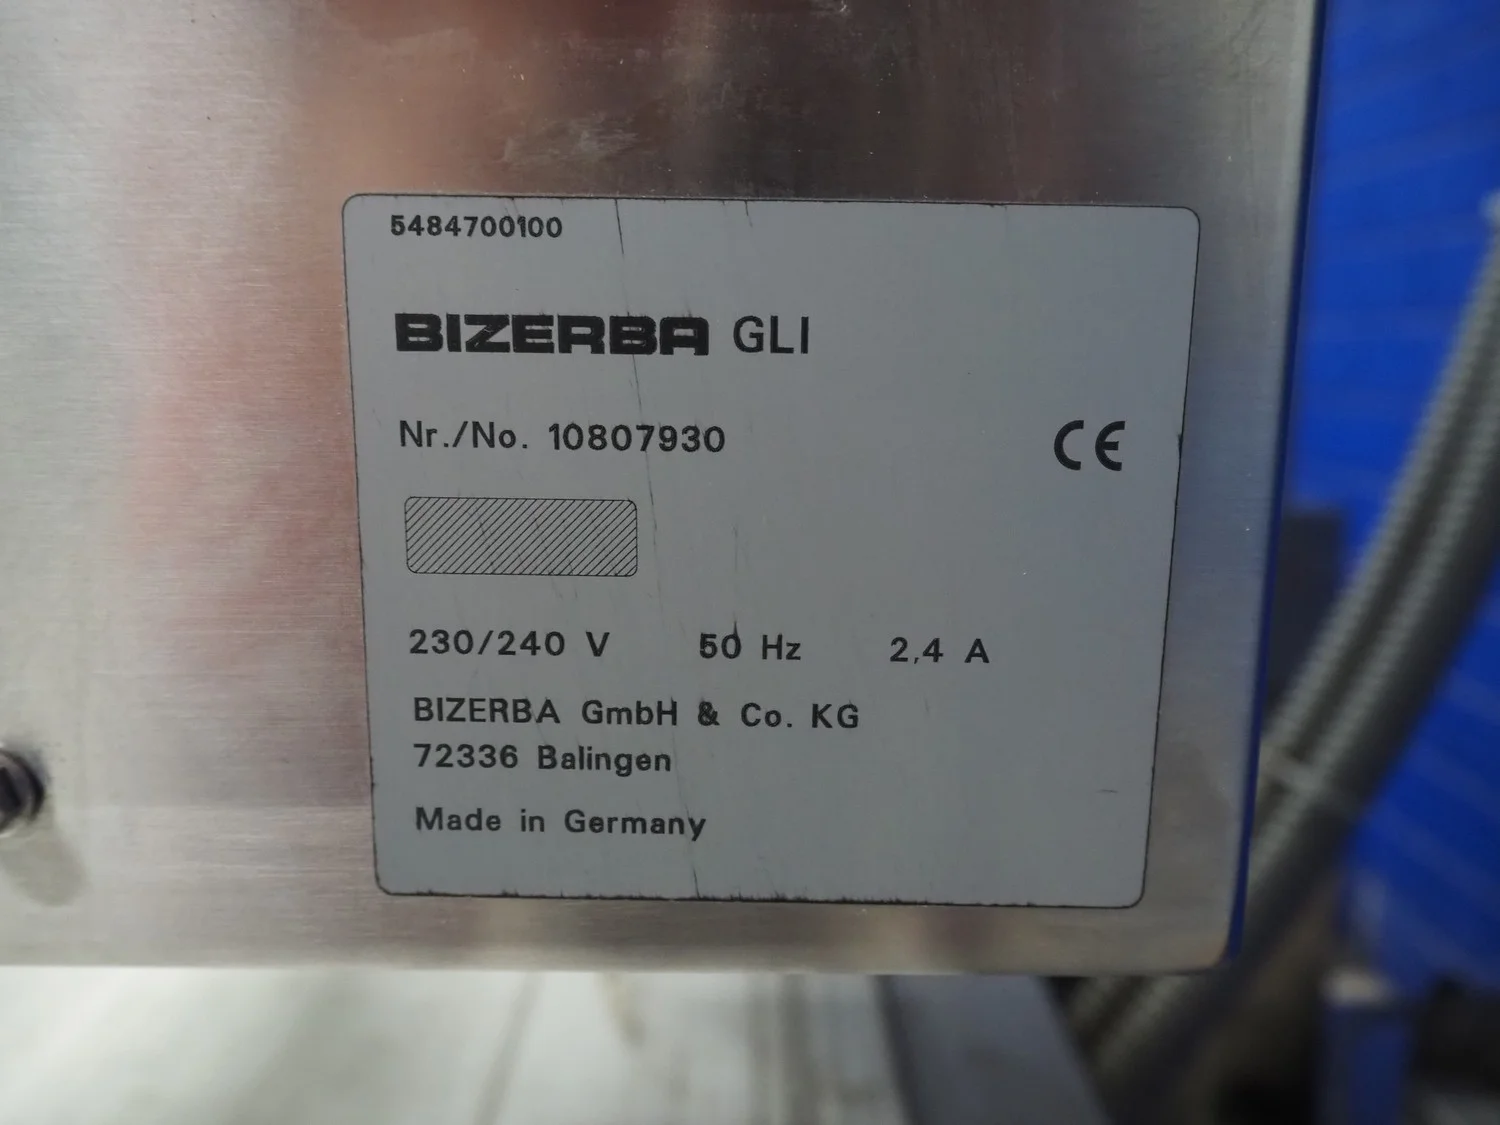 5484700100
BIZERBA GLI
Nr./No. 10807930
CE
230/240 V 50 Hz 2,4 A
BIZERBA GmbH & Co. KG
72336 Balingen
Made in Germany